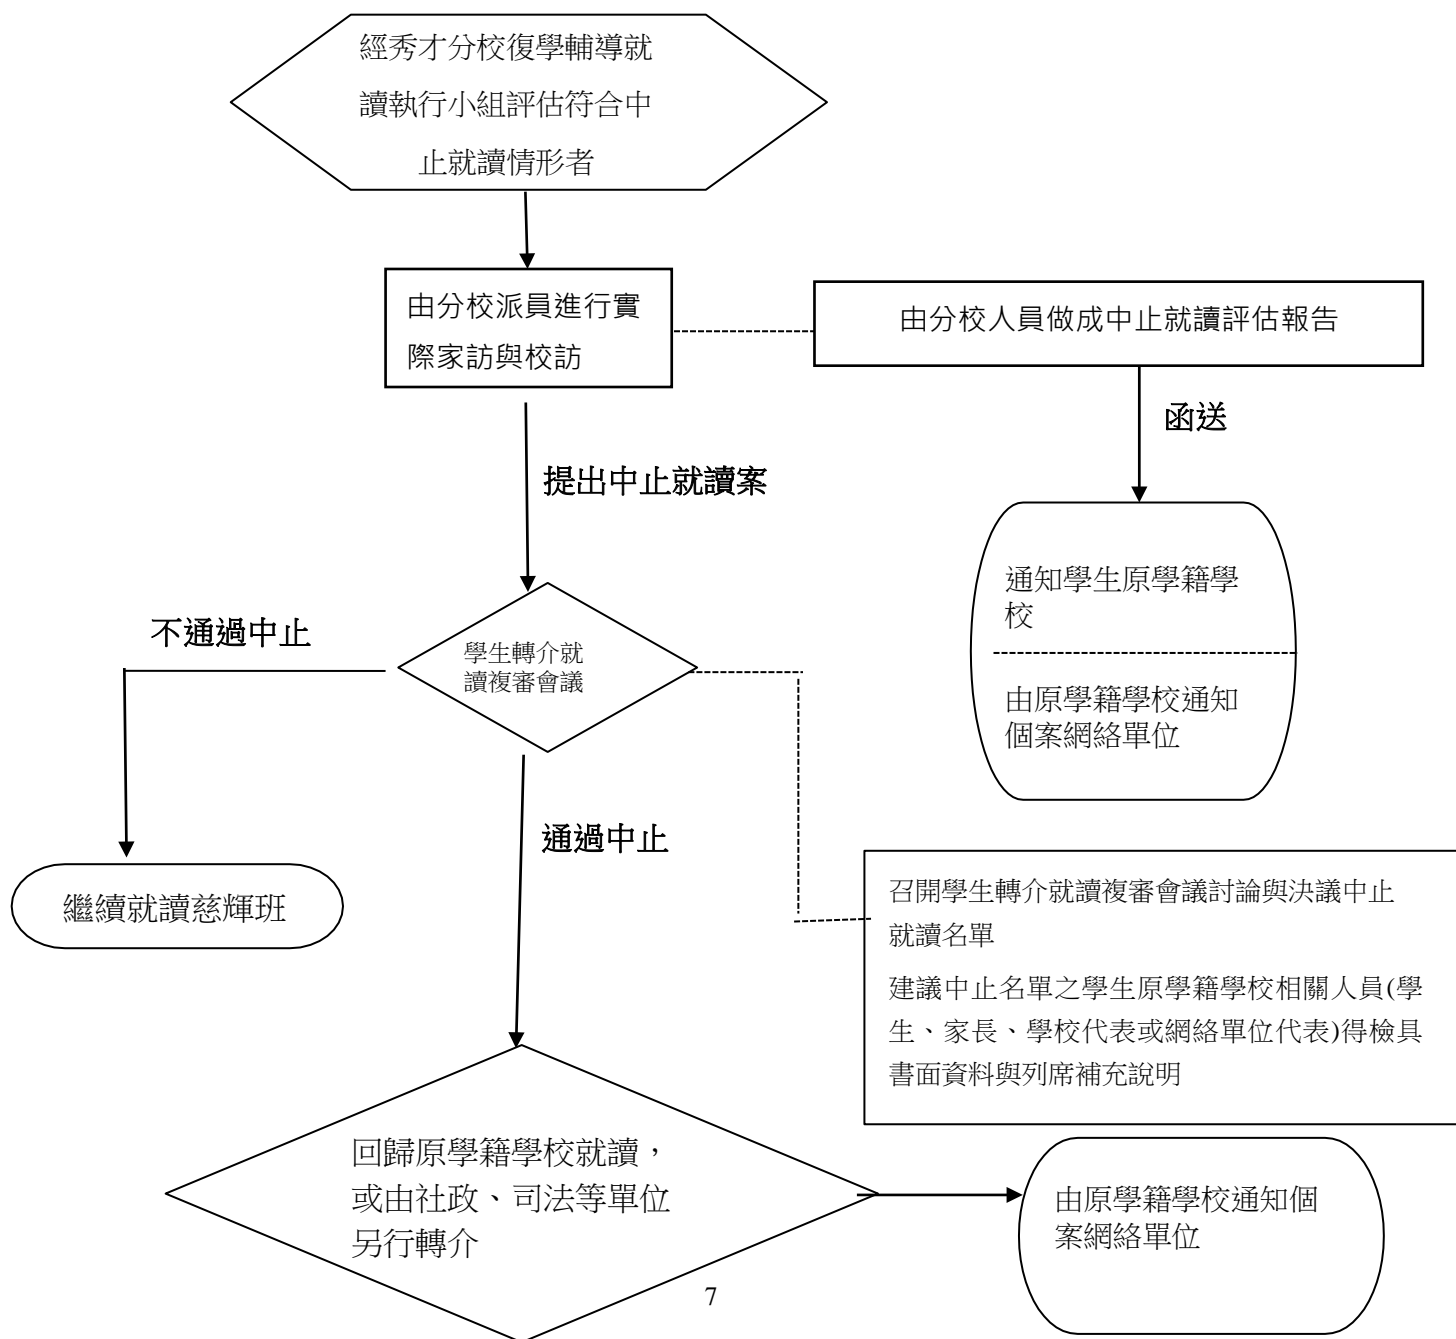 經秀才分校復學輔導就
讀執行小組評估符合中
止就讀情形者
由分校派員進行實
際家訪與校訪
由分校人員做成中止就讀評估報告
函送
提出中止就讀案
通知學生原學籍學
校
由原學籍學校通知
個案網絡單位
不通過中止
學生轉介就
讀複審會議
通過中止
繼續就讀慈輝班
召開學生轉介就讀複審會議討論與決議中止
就讀名單
建議中止名單之學生原學籍學校相關人員(學
生、家長、學校代表或網絡單位代表)得檢具
書面資料與列席補充說明
回歸原學籍學校就讀，
或由社政、司法等單位
另行轉介
由原學籍學校通知個
案網絡單位
7